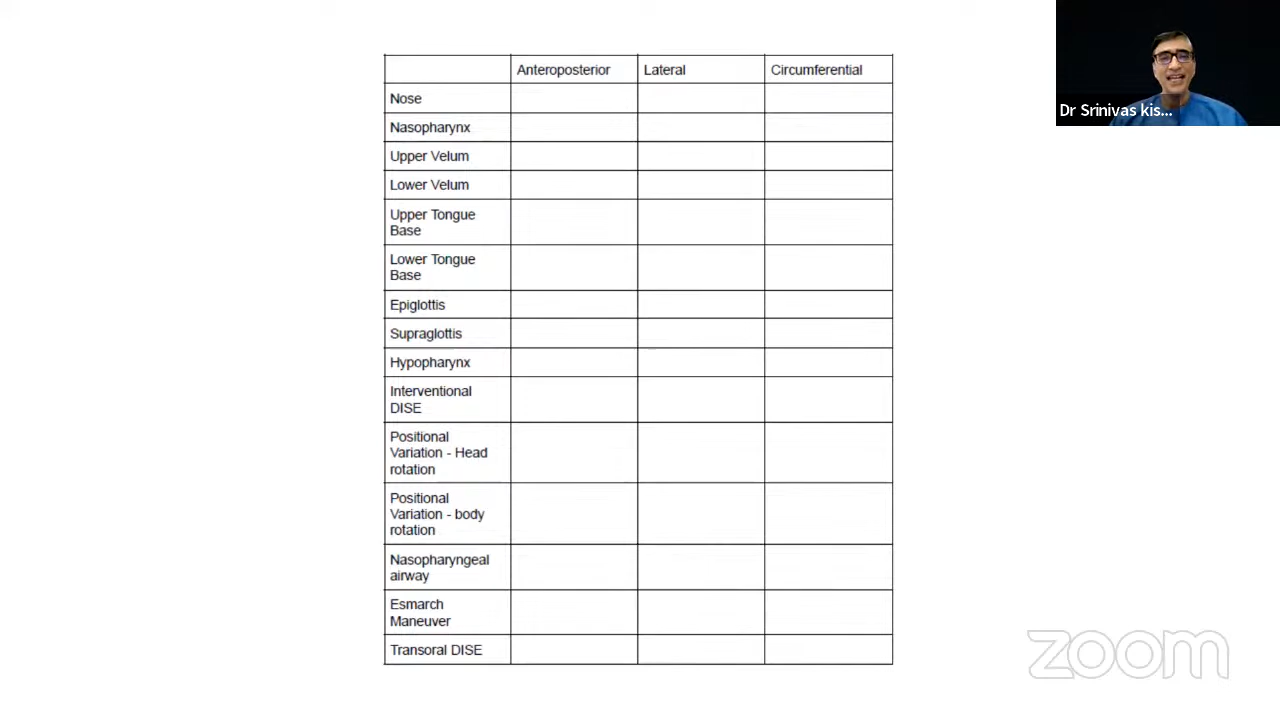 Anteroposterior Lateral Circumferential
Nose
Nasopharynx
Upper Velum
Lower Velum
Upper Tongue
Base
Lower Tongue
Base
Epiglottis
Supraglottis
Hypopharynx
Interventional
DISE
Positional
Variation - Head
rotation
Positional
Variation - body
rotation
Nasopharyngeal
airway
Esmarch
Maneuver
Transoral DISE
Dr Srinivas kis...
zoom